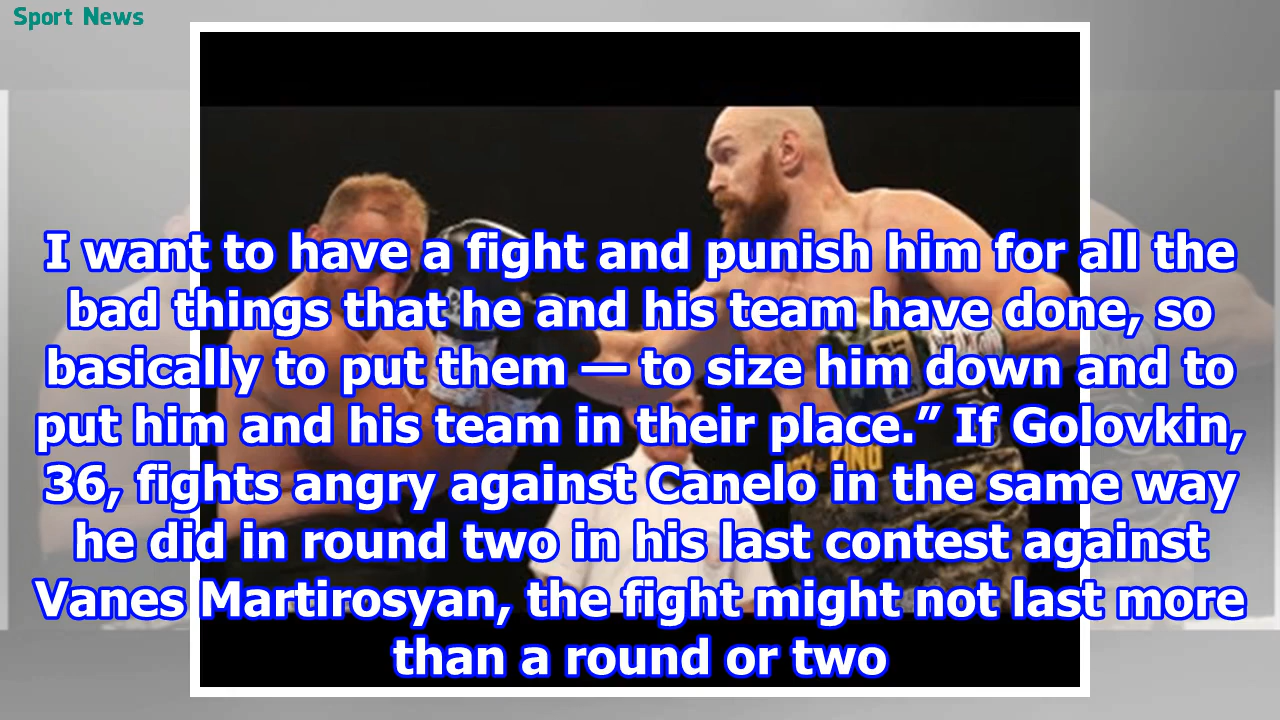 Sport News
I want to have a fight and punish him for all the
bad things that he and his team have done, so
basically to put them — to size him down and to
put him and his team in their place.” If Golovkin,
36, fights angry against Canelo in the same way
he did in round two in his last contest against
Vanes Martirosyan, the fight might not last more
than a round or two
KING